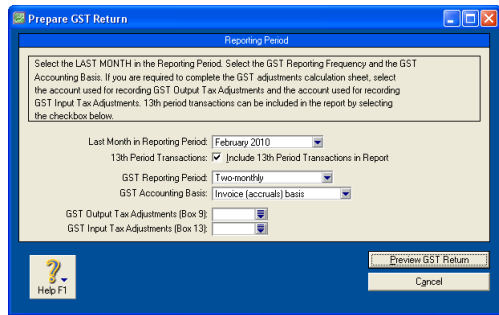 Prepare GST Return
Reporting Period
Select the LAST MONTH in the Reporting Period. Select the GST Reporting Frequency and the GST
Accounting Basis. If you are required to complete the GST adjustments calculation sheet, select
the account used for recording GST Output Tax Adjustments and the account used for recording
GST Input Tax Adjustments. 13th period transactions can be included in the report by selecting
the checkbox below.
Last Month in Reporting Period: February 2010
13th Period Transactions: Include 13th Period Transactions in Report
GST Reporting Period: Two-monthly
GST Accounting Basis: Invoice (accruals) basis
GST Output Tax Adjustments (Box 9):
GST Input Tax Adjustments (Box 13):
Help F1
Preview GST Return
Cancel